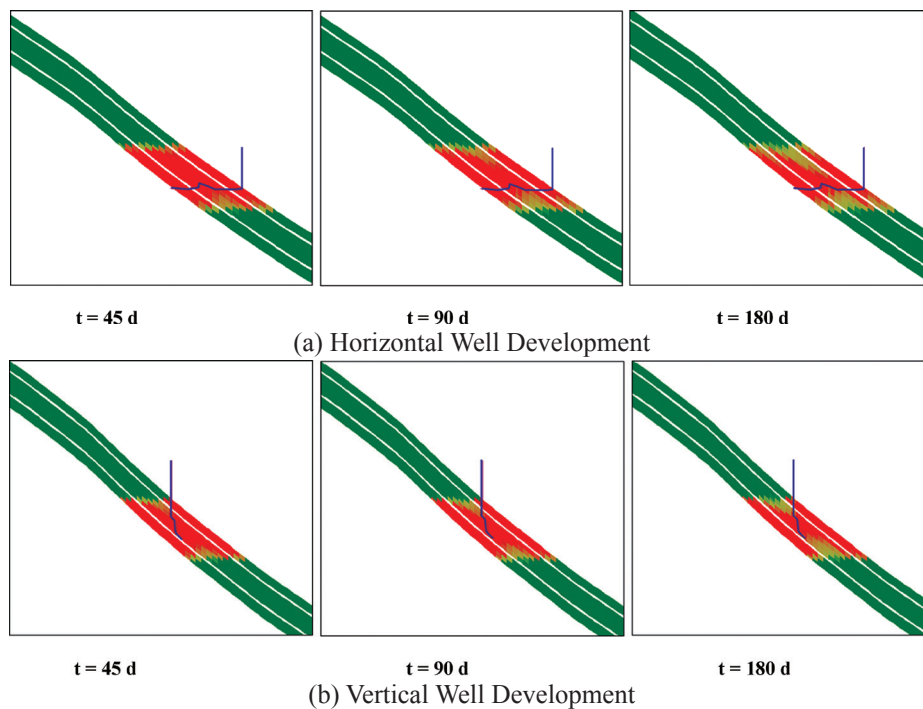 t = 45 d t = 90 d t = 180 d
(a) Horizontal Well Development
t = 45 d t = 90 d t = 180 d
(b) Vertical Well Development